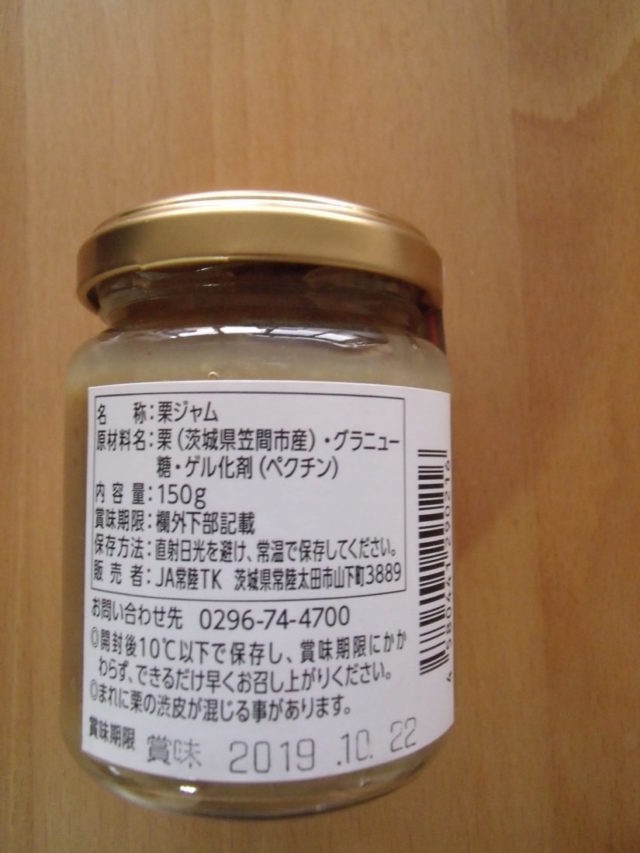 名　　称：栗ジャム
原材料名：栗（茨城県笠間市産）・グラニュー
糖・ゲル化剤（ペクチン）
内容量：150g
賞味期限：欄外下部記載
保存方法：直射日光を避け、常温で保存してください。
販売者：JA常陸TK　茨城県常陸太田市山下町3889
お問い合わせ先　0296-74-4700
◎開封後10℃以下で保存し、賞味期限にかか
わらず、できるだけ早くお召し上がりください。
◎まれに栗の渋皮が混じる事があります。
賞味期限　賞味 2019.10.22
4580441290216